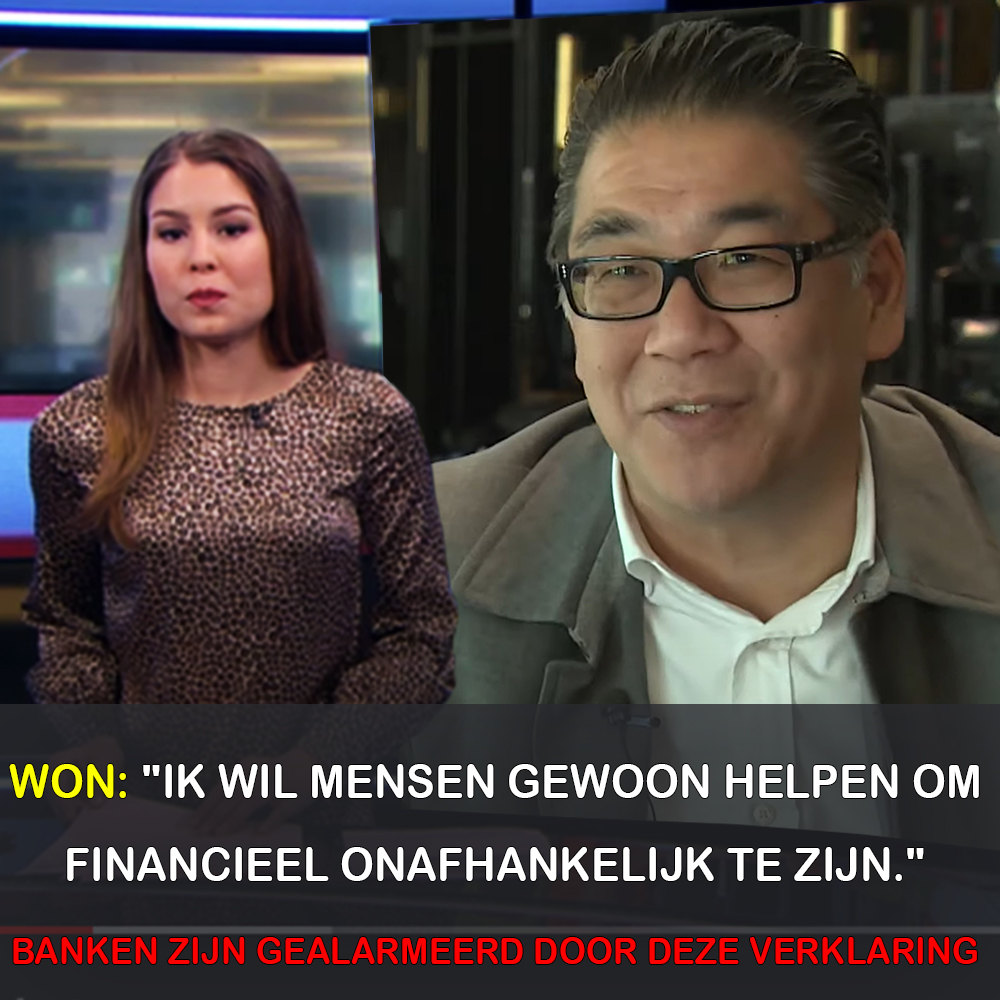 WON: "IK WIL MENSEN GEWOON HELPEN OM
FINANCIEEL ONAFHANKELIJK TE ZIJN."
BANKEN ZIJN GEALARMEERD DOOR DEZE VERKLARING